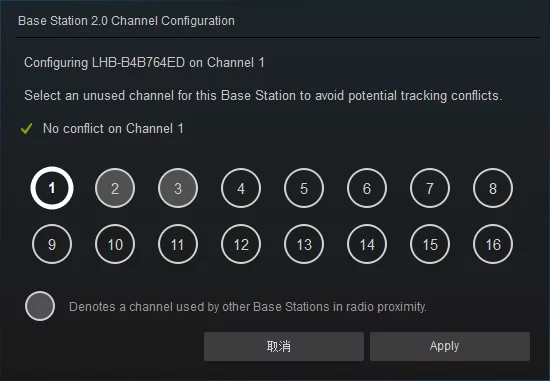 Base Station 2.0 Channel Configuration
Configuring LHB-B4B764ED on Channel 1
Select an unused channel for this Base Station to avoid potential tracking conflicts.
No conflict on Channel 1
1 2 3 4 5 6 7 8
9 10 11 12 13 14 15 16
Denotes a channel used by other Base Stations in radio proximity.
取消 Apply